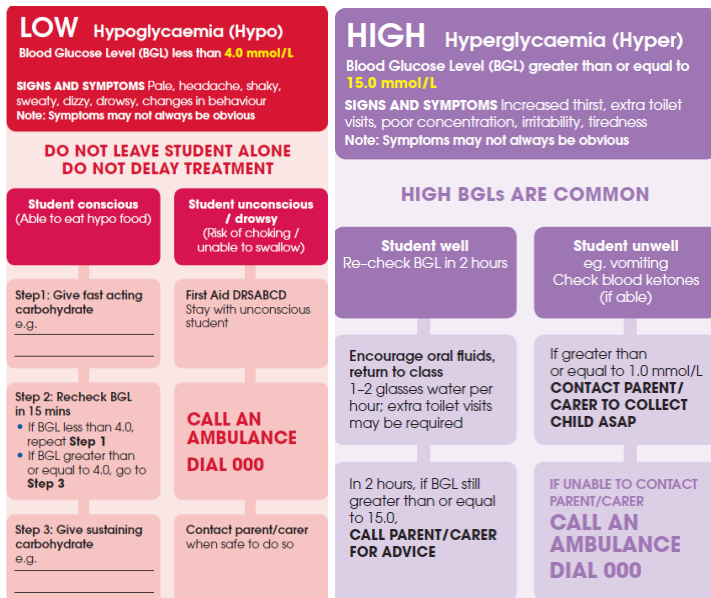 LOW Hypoglycaemia (Hypo)
Blood Glucose Level (BGL) less than 4.0 mmol/L
SIGNS AND SYMPTOMS Pale, headache, shaky,
sweaty, dizzy, drowsy, changes in behaviour
Note: Symptoms may not always be obvious
DO NOT LEAVE STUDENT ALONE
DO NOT DELAY TREATMENT
Student conscious
(Able to eat hypo food)
Step1: Give fast acting
carbohydrate
e.g.
Step 2: Recheck BGL
in 15 mins
• If BGL less than 4.0,
repeat Step 1
• If BGL greater than
or equal to 4.0, go to
Step 3
Step 3: Give sustaining
carbohydrate
e.g.
Student unconscious
/ drowsy
(Risk of choking /
unable to swallow)
First Aid DRSABCD
Stay with unconscious
student
CALL AN
AMBULANCE
DIAL 000
Contact parent/carer
when safe to do so
HIGH Hyperglycaemia (Hyper)
Blood Glucose Level (BGL) greater than or equal to
15.0 mmol/L
SIGNS AND SYMPTOMS Increased thirst, extra toilet
visits, poor concentration, irritability, tiredness
Note: Symptoms may not always be obvious
HIGH BGLs ARE COMMON
Student well
Re-check BGL in 2 hours
Encourage oral fluids,
return to class
1–2 glasses water per
hour; extra toilet visits
may be required
In 2 hours, if BGL still
greater than or equal
to 15.0,
CALL PARENT/CARER
FOR ADVICE
Student unwell
eg. vomiting
Check blood ketones
(if able)
If greater than
or equal to 1.0 mmol/L
CONTACT PARENT/
CARER TO COLLECT
CHILD ASAP
IF UNABLE TO CONTACT
PARENT/CARER
CALL AN
AMBULANCE
DIAL 000